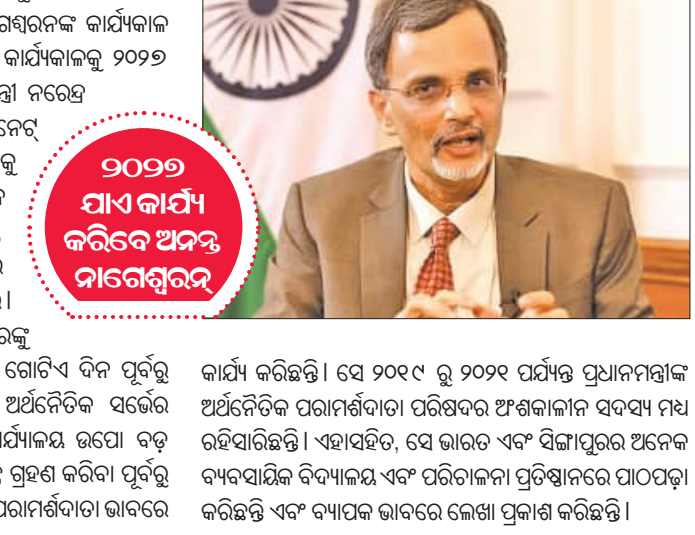 ଗେଶ୍ୱରନଙ୍କ କାର୍ଯ୍ୟକାଳ
କାର୍ଯ୍ୟକାଳକୁ ୨୦୨୭
ନରେନ୍ଦ୍ର
୨୦୨୭
ଯାଏ କାର୍ଯ୍ୟ
କରିବେ ଅନନ୍ତ
ନାଗେଶ୍ୱରନ୍
ଗୋଟିଏ ଦିନ ପୂର୍ବରୁ
ଅର୍ଥନୈତିକ ସର୍ଭେର
ର୍ଯ୍ୟାଳୟ ଉପୋ ବଡ଼
ଗ୍ରହଣ କରିବା ପୂର୍ବରୁ
ପରାମର୍ଶଦାତା ଭାବରେ
କାର୍ଯ୍ୟ କରିଛନ୍ତି। ସେ ୨୦୧୯ ରୁ ୨୦୨୧ ପର୍ଯ୍ୟନ୍ତ ପ୍ରଧାନମନ୍ତ୍ରୀଙ୍କ
ଅର୍ଥନୈତିକ ପରାମର୍ଶଦାତା ପରିଷଦର ଅଂଶକାଳୀନ ସଦସ୍ୟ ମଧ୍ୟ
ରହିସାରିଛନ୍ତି। ଏହାସହିତ, ସେ ଭାରତ ଏବଂ ସିଙ୍ଗାପୁରର ଅନେକ
ବ୍ୟବସାୟିକ ବିଦ୍ୟାଳୟ ଏବଂ ପରିଚାଳନା ପ୍ରତିଷ୍ଠାନରେ ପାଠପଢ଼ା
କରିଛନ୍ତି ଏବଂ ବ୍ୟାପକ ଭାବରେ ଲେଖା ପ୍ରକାଶ କରିଛନ୍ତି।